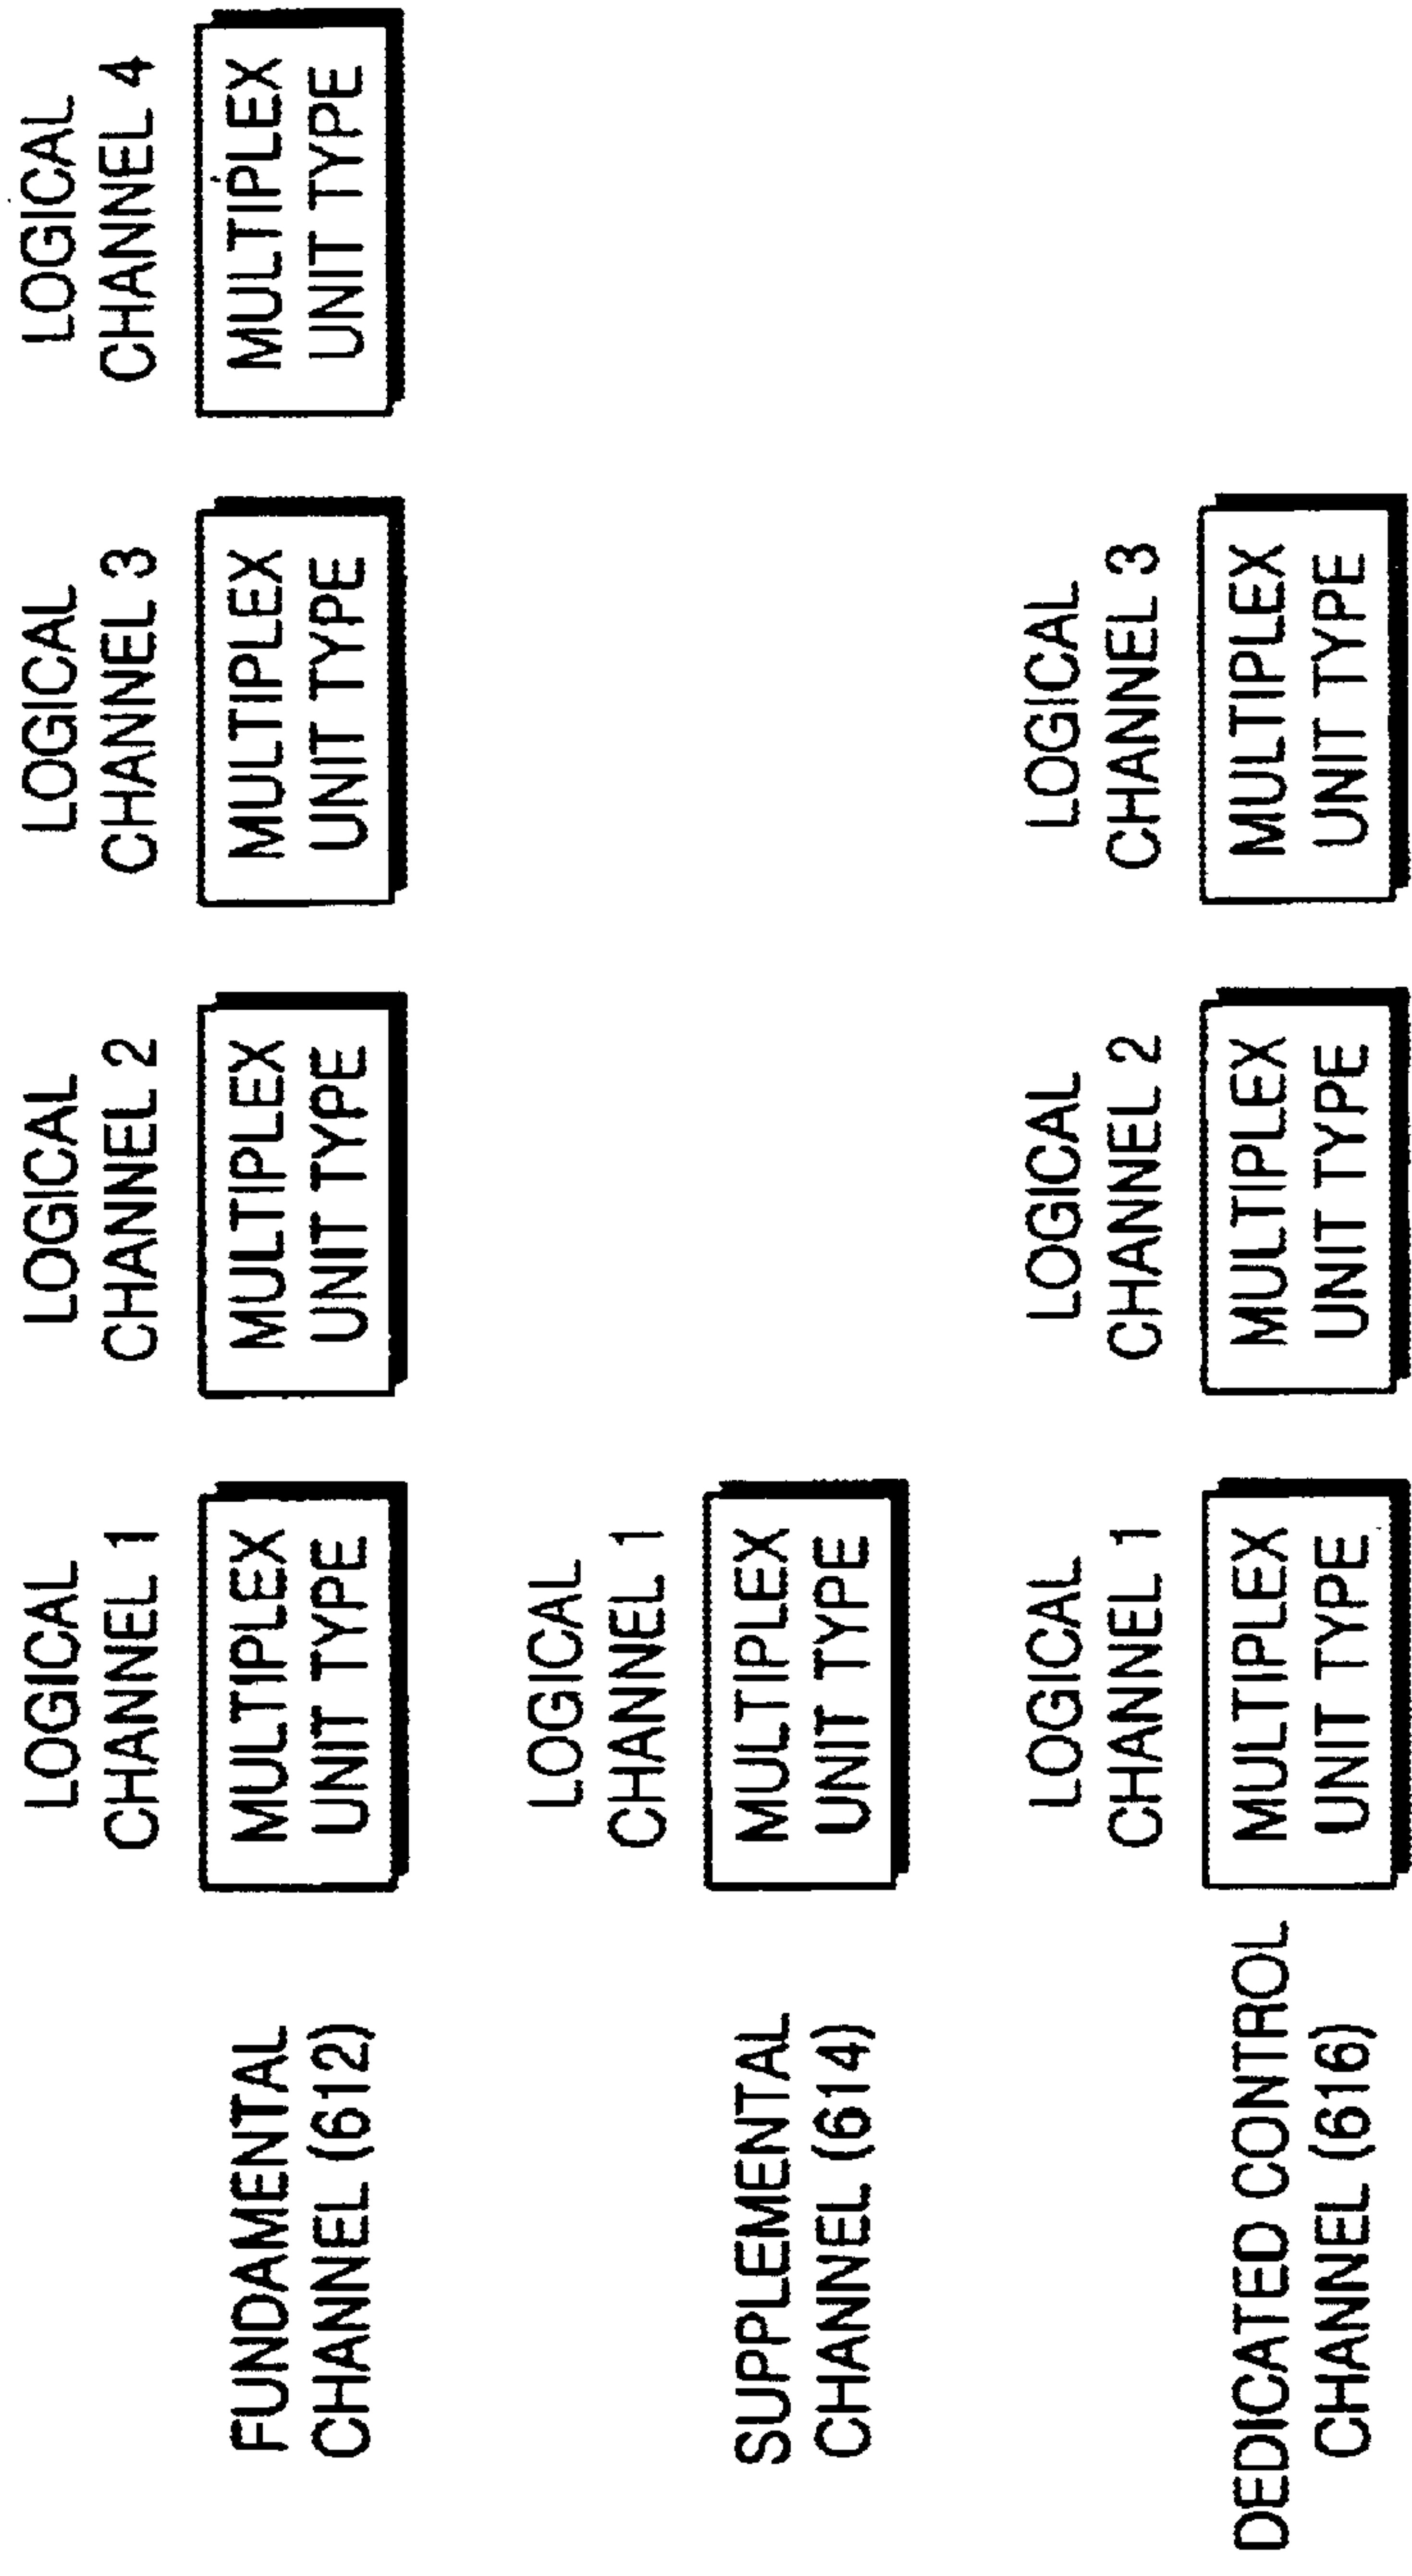 LOGICAL
CHANNEL 1
LOGICAL
CHANNEL 2
LOGICAL
CHANNEL 3
LOGICAL
CHANNEL 4
FUNDAMENTAL
CHANNEL (612)
MULTIPLEX
UNIT TYPE
MULTIPLEX
UNIT TYPE
MULTIPLEX
UNIT TYPE
MULTIPLEX
UNIT TYPE
LOGICAL
CHANNEL 1
SUPPLEMENTAL
CHANNEL (614)
MULTIPLEX
UNIT TYPE
LOGICAL
CHANNEL 1
LOGICAL
CHANNEL 2
LOGICAL
CHANNEL 3
DEDICATED CONTROL
CHANNEL (616)
MULTIPLEX
UNIT TYPE
MULTIPLEX
UNIT TYPE
MULTIPLEX
UNIT TYPE